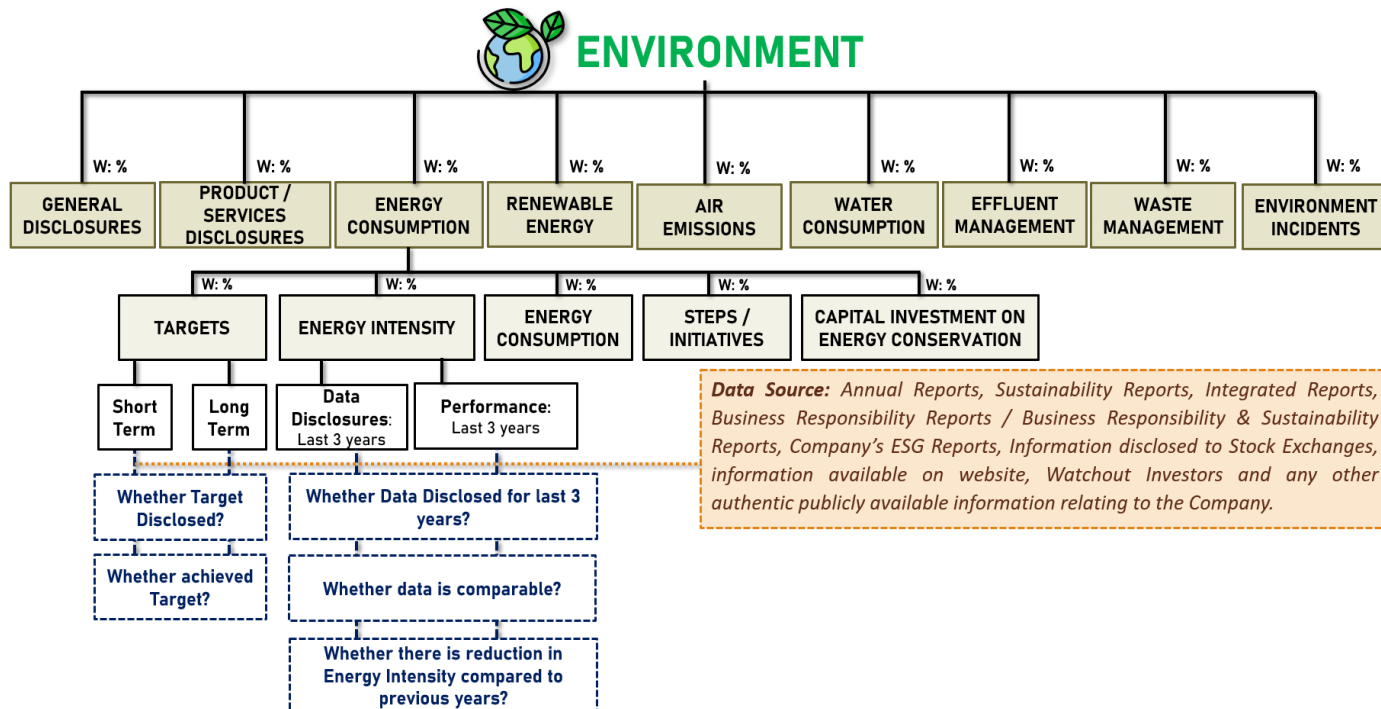 ENVIRONMENT
W: %
W: %
W: %
W: %
W: %
W: %
W: %
W: %
W: %
GENERAL
DISCLOSURES
PRODUCT /
SERVICES
DISCLOSURES
ENERGY
CONSUMPTION
RENEWABLE
ENERGY
AIR
EMISSIONS
WATER
CONSUMPTION
EFFLUENT
MANAGEMENT
WASTE
MANAGEMENT
ENVIRONMENT
INCIDENTS
W: %
W: %
W: %
W: %
W: %
TARGETS
ENERGY INTENSITY
ENERGY
CONSUMPTION
STEPS /
INITIATIVES
CAPITAL INVESTMENT ON
ENERGY CONSERVATION
Short
Term
Long
Term
Data
Disclosures:
Last 3 years
Performance:
Last 3 years
Data Source: Annual Reports, Sustainability Reports, Integrated Reports,
Business Responsibility Reports / Business Responsibility & Sustainability
Reports, Company's ESG Reports, Information disclosed to Stock Exchanges,
information available on website, Watchout Investors and any other
authentic publicly available information relating to the Company.
Whether Target
Disclosed?
Whether Data Disclosed for last 3
years?
Whether achieved
Target?
Whether data is comparable?
Whether there is reduction in
Energy Intensity compared to
previous years?